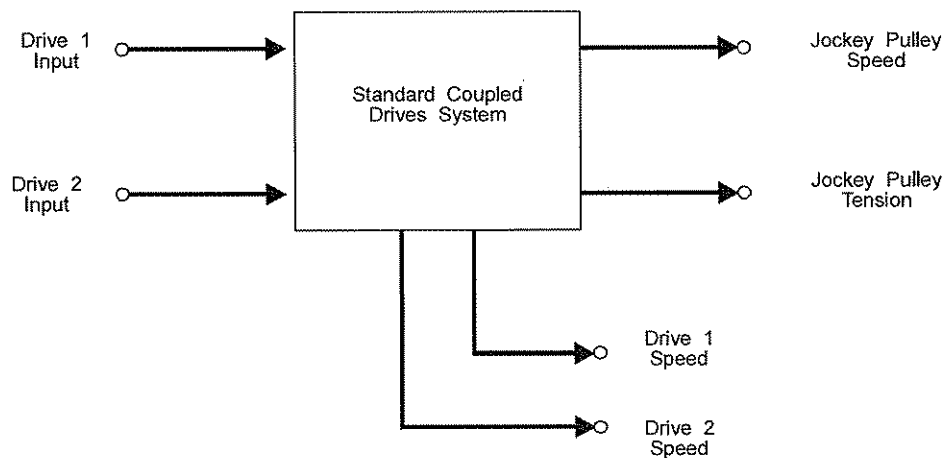 Drive 1
Input
Standard Coupled
Drives System
Jockey Pulley
Speed
Drive 2
Input
Jockey Pulley
Tension
Drive 1
Speed
Drive 2
Speed